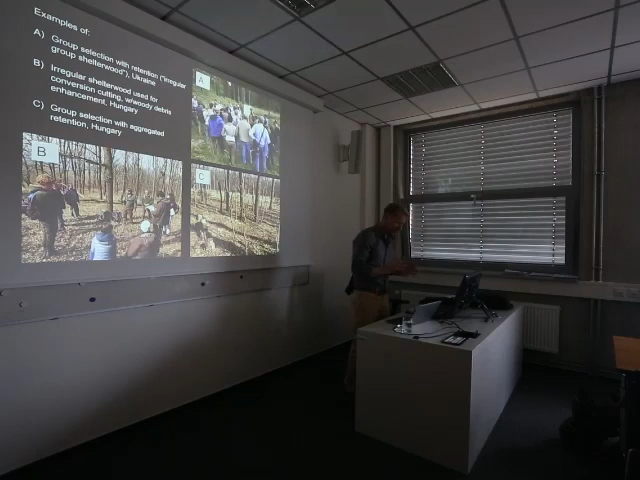 Examples of:
A) Group selection with retention ("irregular
group shelterwood"), Ukraine
B) Irregular shelterwood used for
conversion cutting, w/woody debris
enhancement, Hungary
C) Group selection with aggregated
retention, Hungary
A
B
C